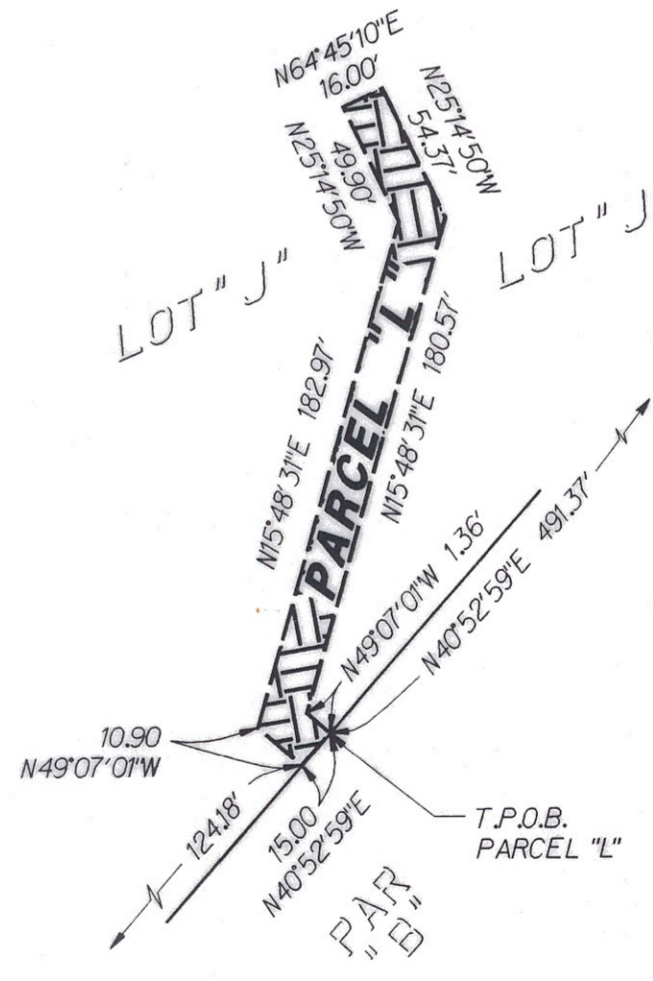 N64°45'10"E
16.00'
N25°14'50"W
54.37'
49.90'
N25°14'50"W
LOT "J"
LOT "J
PARCEL "L"
N15°48'31"E 182.97'
N15°48'31"E 180.57'
N49°07'01"W 1.36'
N40°52'59"E 491.37'
10.90
N49°07'01"W
124.18'
15.00
N40°52'59"E
T.P.O.B.
PARCEL "L"
PAR
"B"